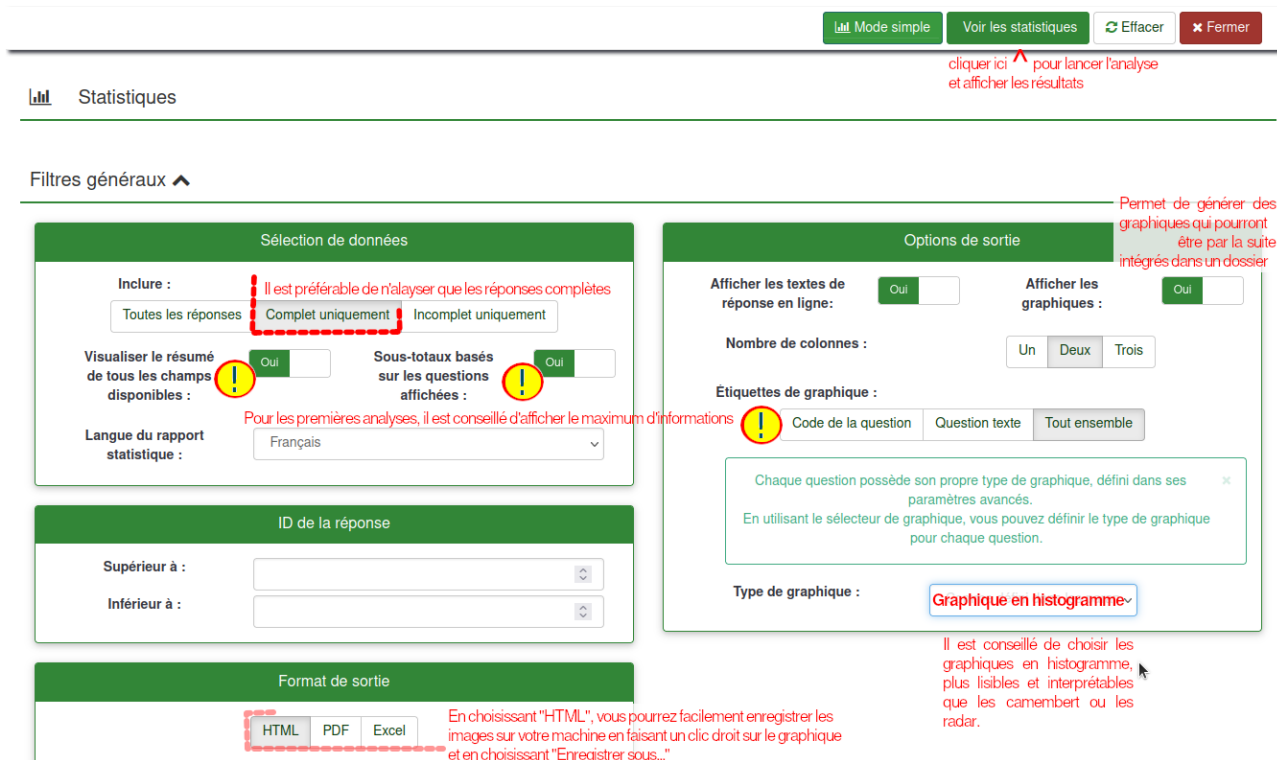 Mode simple
Voir les statistiques
Effacer
Fermer
cliquer ici ^ pour lancer l'analyse
et afficher les résultats
Statistiques
Filtres généraux
Permet de générer des
graphiques qui pourront
être par la suite
intégrés dans un dossier
Sélection de données
Inclure :
Il est préférable de n'alayser que les réponses complètes
Toutes les réponses
Complet uniquement
Incomplet uniquement
Visualiser le résumé
de tous les champs
disponibles :
Oui
!
Sous-totaux basés
sur les questions
affichées :
Oui
!
Pour les premières analyses, il est conseillé d'afficher le maximum d'informations
Langue du rapport
statistique :
Français
Options de sortie
Afficher les textes de
réponse en ligne:
Oui
Afficher les
graphiques :
Oui
Nombre de colonnes :
Un
Deux
Trois
Étiquettes de graphique :
!
Code de la question
Question texte
Tout ensemble
Chaque question possède son propre type de graphique, défini dans ses
paramètres avancés.
En utilisant le sélecteur de graphique, vous pouvez définir le type de graphique
pour chaque question.
×
Type de graphique :
Graphique en histogramme
Il est conseillé de choisir les
graphiques en histogramme,
plus lisibles et interprétables
que les camembert ou les
radar.
ID de la réponse
Supérieur à :
Inférieur à :
Format de sortie
HTML
PDF
Excel
En choisissant "HTML", vous pourrez facilement enregistrer les
images sur votre machine en faisant un clic droit sur le graphique
et en choisissant "Enregistrer sous..."